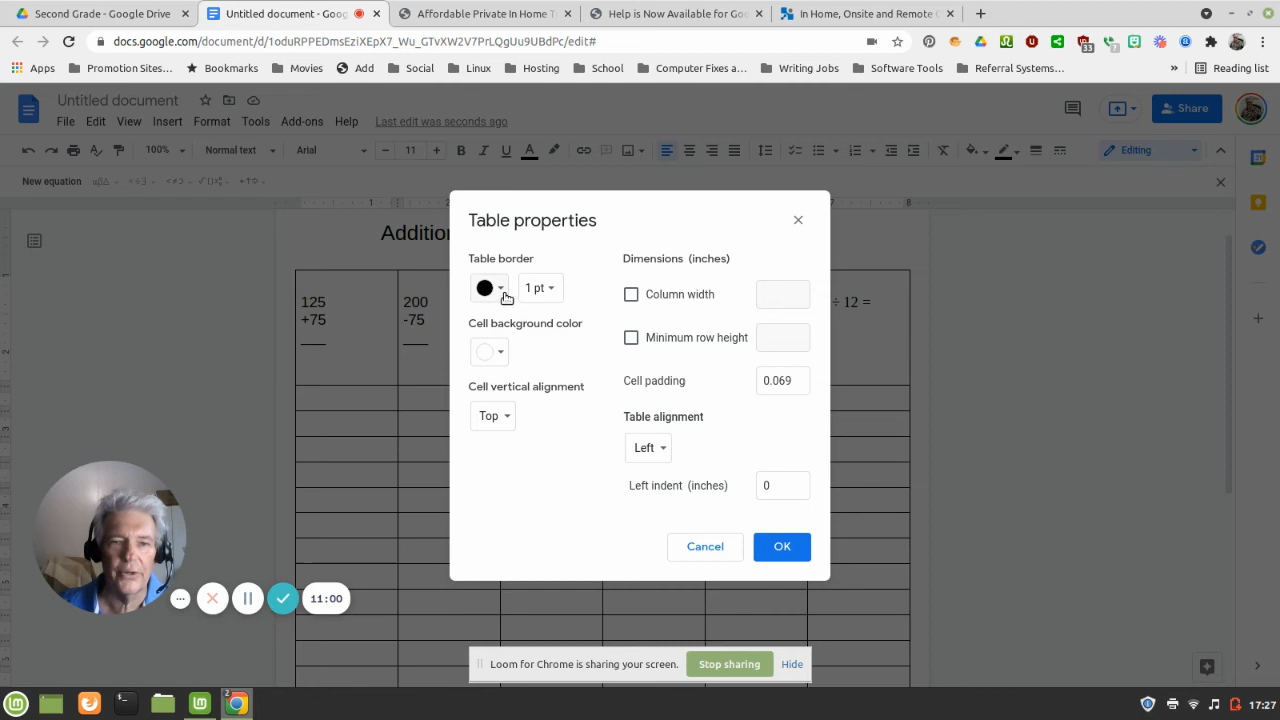 Second Grade - Google Drive
Untitled document - Goog
Affordable Private In Home T
Help is Now Available for Go
In Home, Onsite and Remote
docs.google.com/document/d/1oduRPPEDmsEziXEpX7_Wu_GTvXW2V7PrLQgUu9UBdPc/edit#
33
Apps
Promotion Sites...
Bookmarks
Movies
Add
Social
Linux
Hosting
School
Computer Fixes a...
Writing Jobs
Software Tools
Referral Systems...
»
Reading list
Untitled document
File Edit View Insert Format Tools Add-ons Help Last edit was seconds ago
Share
100% Normal text Arial 11 B I U A Editing
New equation
Addition
125
+75
200
-75
÷ 12 =
Table properties
Table border
1 pt
Cell background color
Cell vertical alignment
Top
Dimensions (inches)
Column width
Minimum row height
Cell padding 0.069
Table alignment
Left
Left indent (inches) 0
Cancel
OK
11:00
Loom for Chrome is sharing your screen.
Stop sharing
Hide
2
17:27